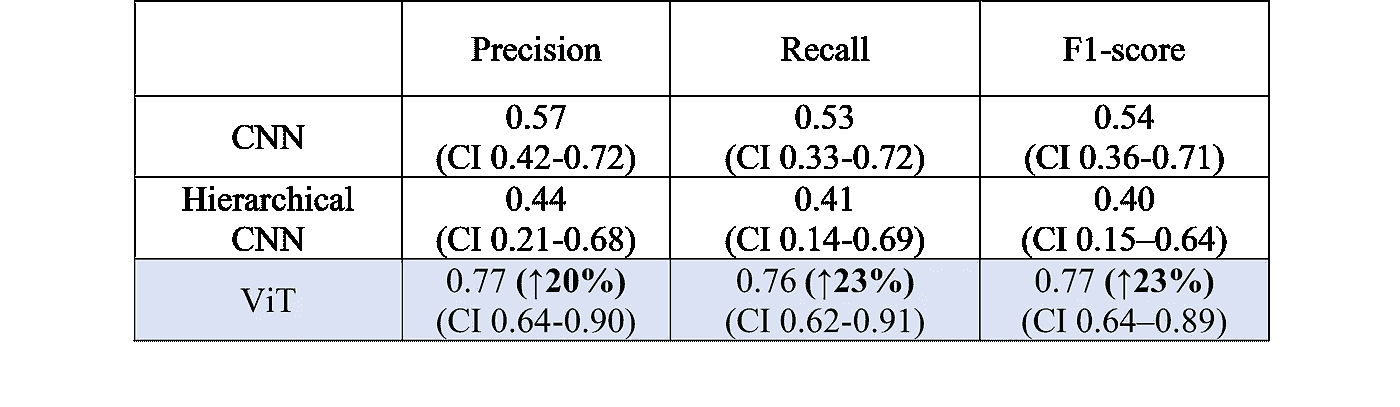 Precision Recall F1-score
CNN 0.57 (CI 0.42-0.72) 0.53 (CI 0.33-0.72) 0.54 (CI 0.36-0.71)
Hierarchical CNN 0.44 (CI 0.21-0.68) 0.41 (CI 0.14-0.69) 0.40 (CI 0.15–0.64)
ViT 0.77 (↑20%) (CI 0.64-0.90) 0.76 (↑23%) (CI 0.62-0.91) 0.77 (↑23%) (CI 0.64–0.89)